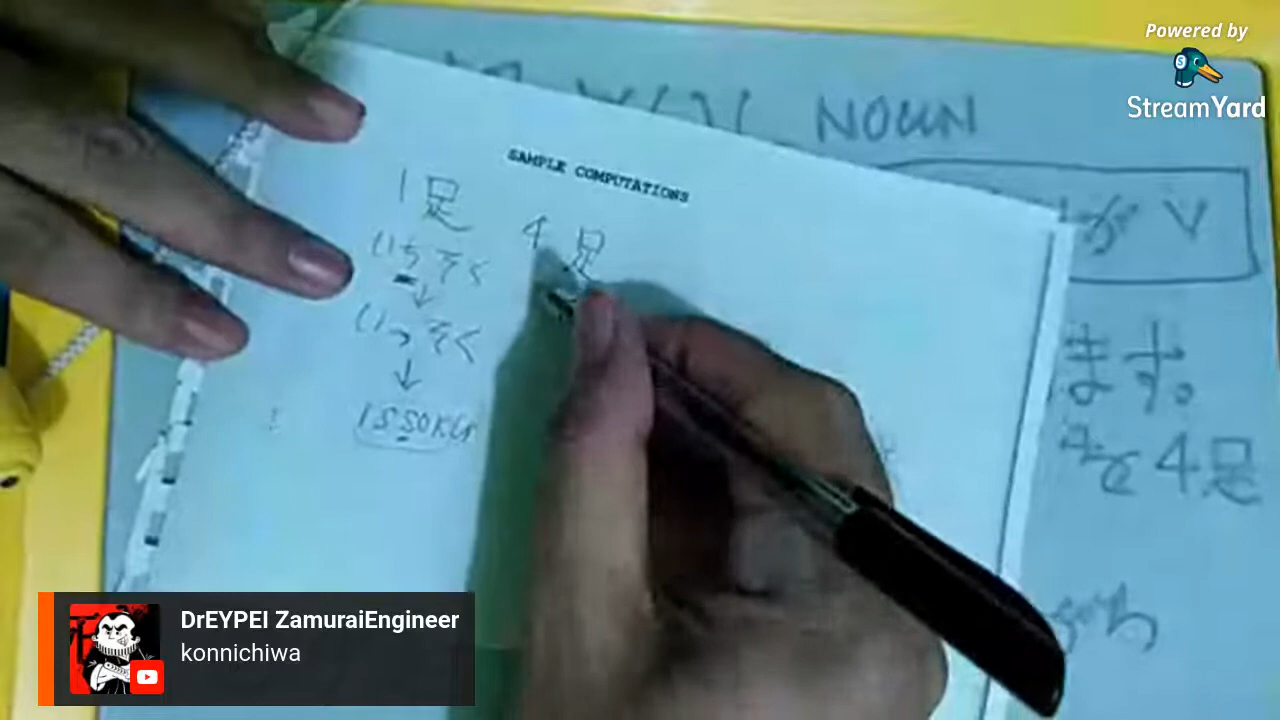 Powered by
StreamYard
NOUN
SAMPLE COMPUTATIONS
1足
いちそく
↓
いっそく
↓
ISSOKU
4足
が V
ます。
を4足
DrEYPEI ZamuraiEngineer
konnichiwa